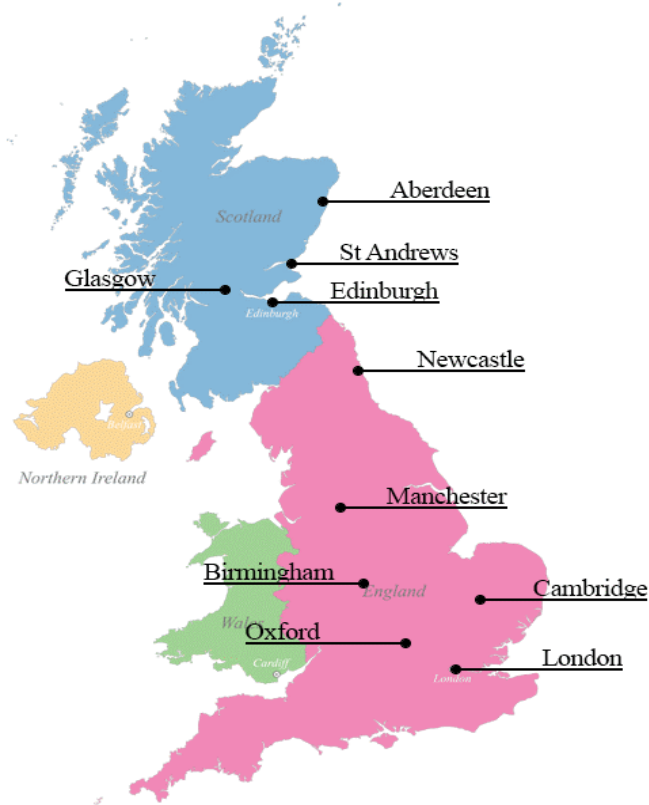 Aberdeen
Scotland
St Andrews
Glasgow
Edinburgh
Edinburgh
Newcastle
Belfast
Northern Ireland
Manchester
Birmingham
England
Cambridge
Wales
Oxford
London
Cardiff
London